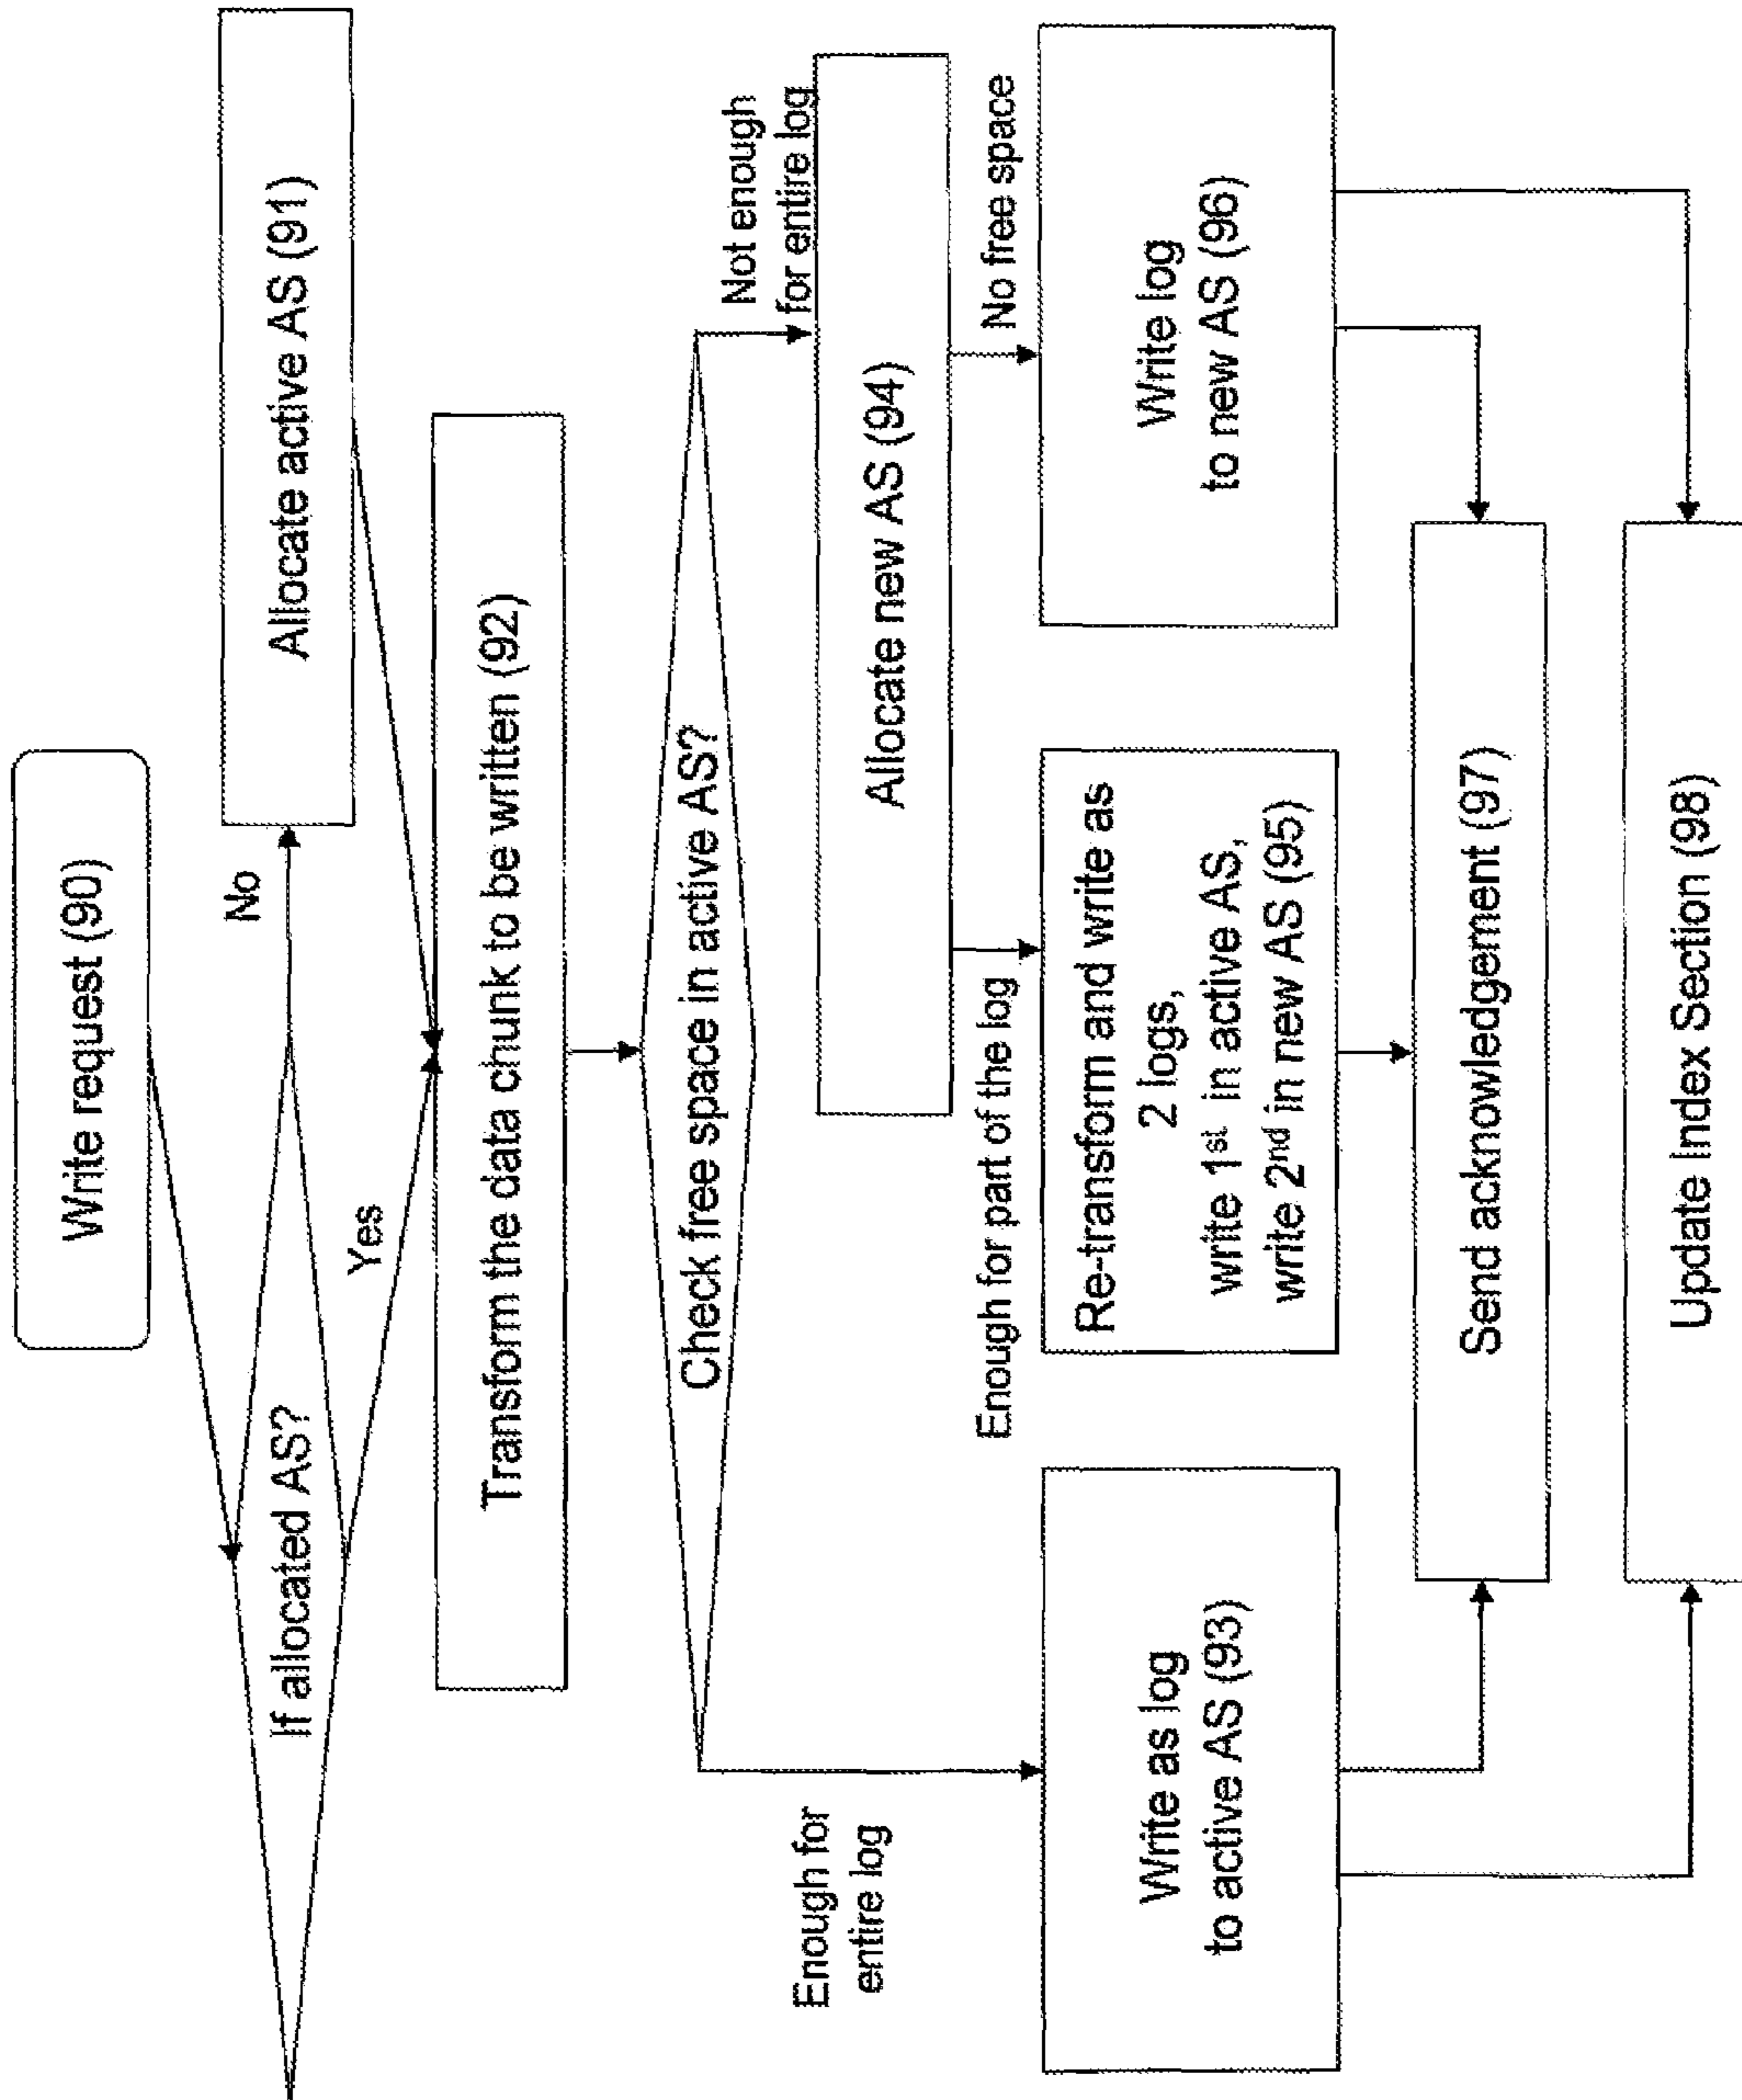 Write request (90)
If allocated AS?
No
Allocate active AS (91)
Yes
Transform the data chunk to be written (92)
Check free space in active AS?
Enough for
entire log
Not enough
for entire log
Allocate new AS (94)
Enough for part of the log
No free space
Write as log
to active AS (93)
Re-transform and write as
2 logs,
write 1st in active AS,
write 2nd in new AS (95)
Write log
to new AS (96)
Send acknowledgement (97)
Update Index Section (98)